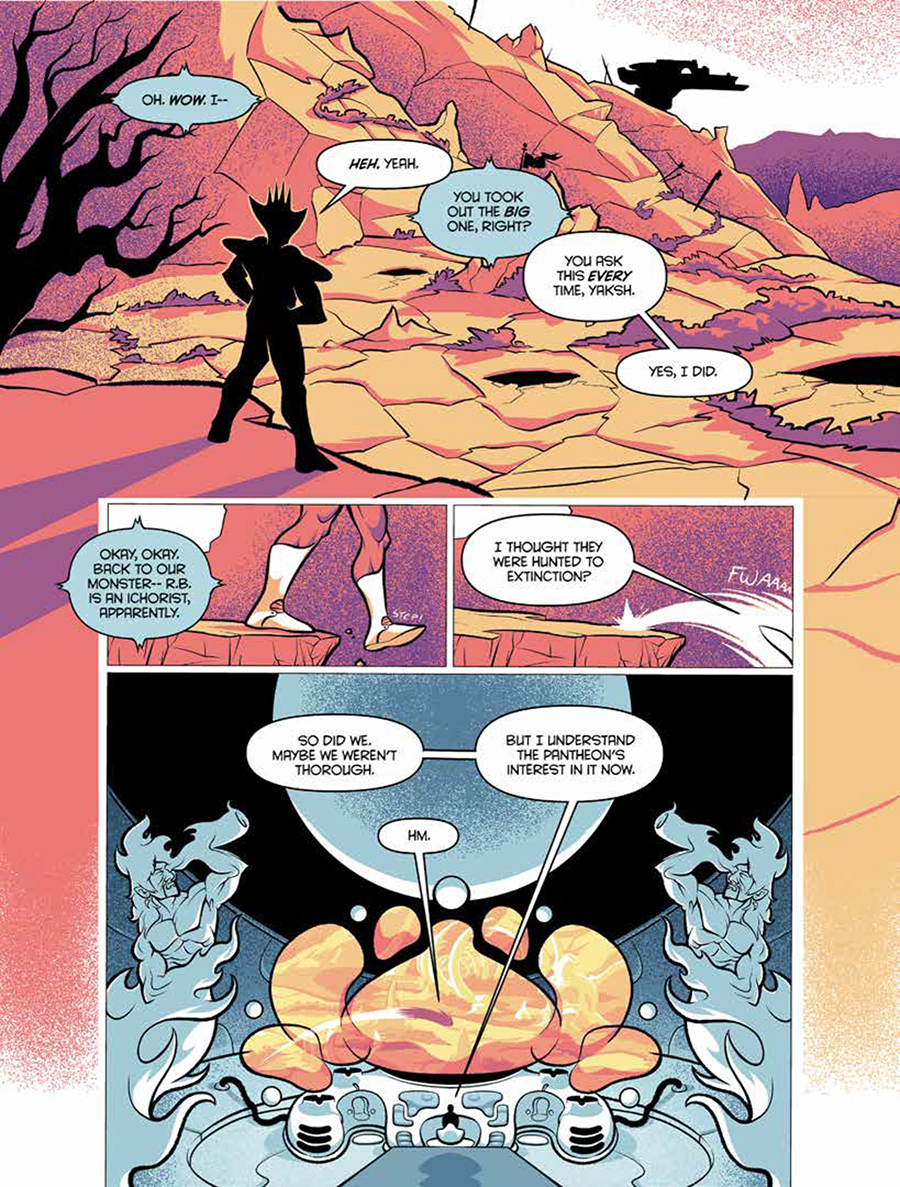 OH. WOW. I--
HEH. YEAH.
YOU TOOK
OUT THE BIG
ONE, RIGHT?
YOU ASK
THIS EVERY
TIME, YAKSH.
YES, I DID.
OKAY, OKAY.
BACK TO OUR
MONSTER-- R.B.
IS AN ICHORIST,
APPARENTLY.
STEP!
I THOUGHT THEY
WERE HUNTED TO
EXTINCTION?
FWAAAA
SO DID WE.
MAYBE WE WEREN'T
THOROUGH.
BUT I UNDERSTAND
THE PANTHEON'S
INTEREST IN IT NOW.
HM.